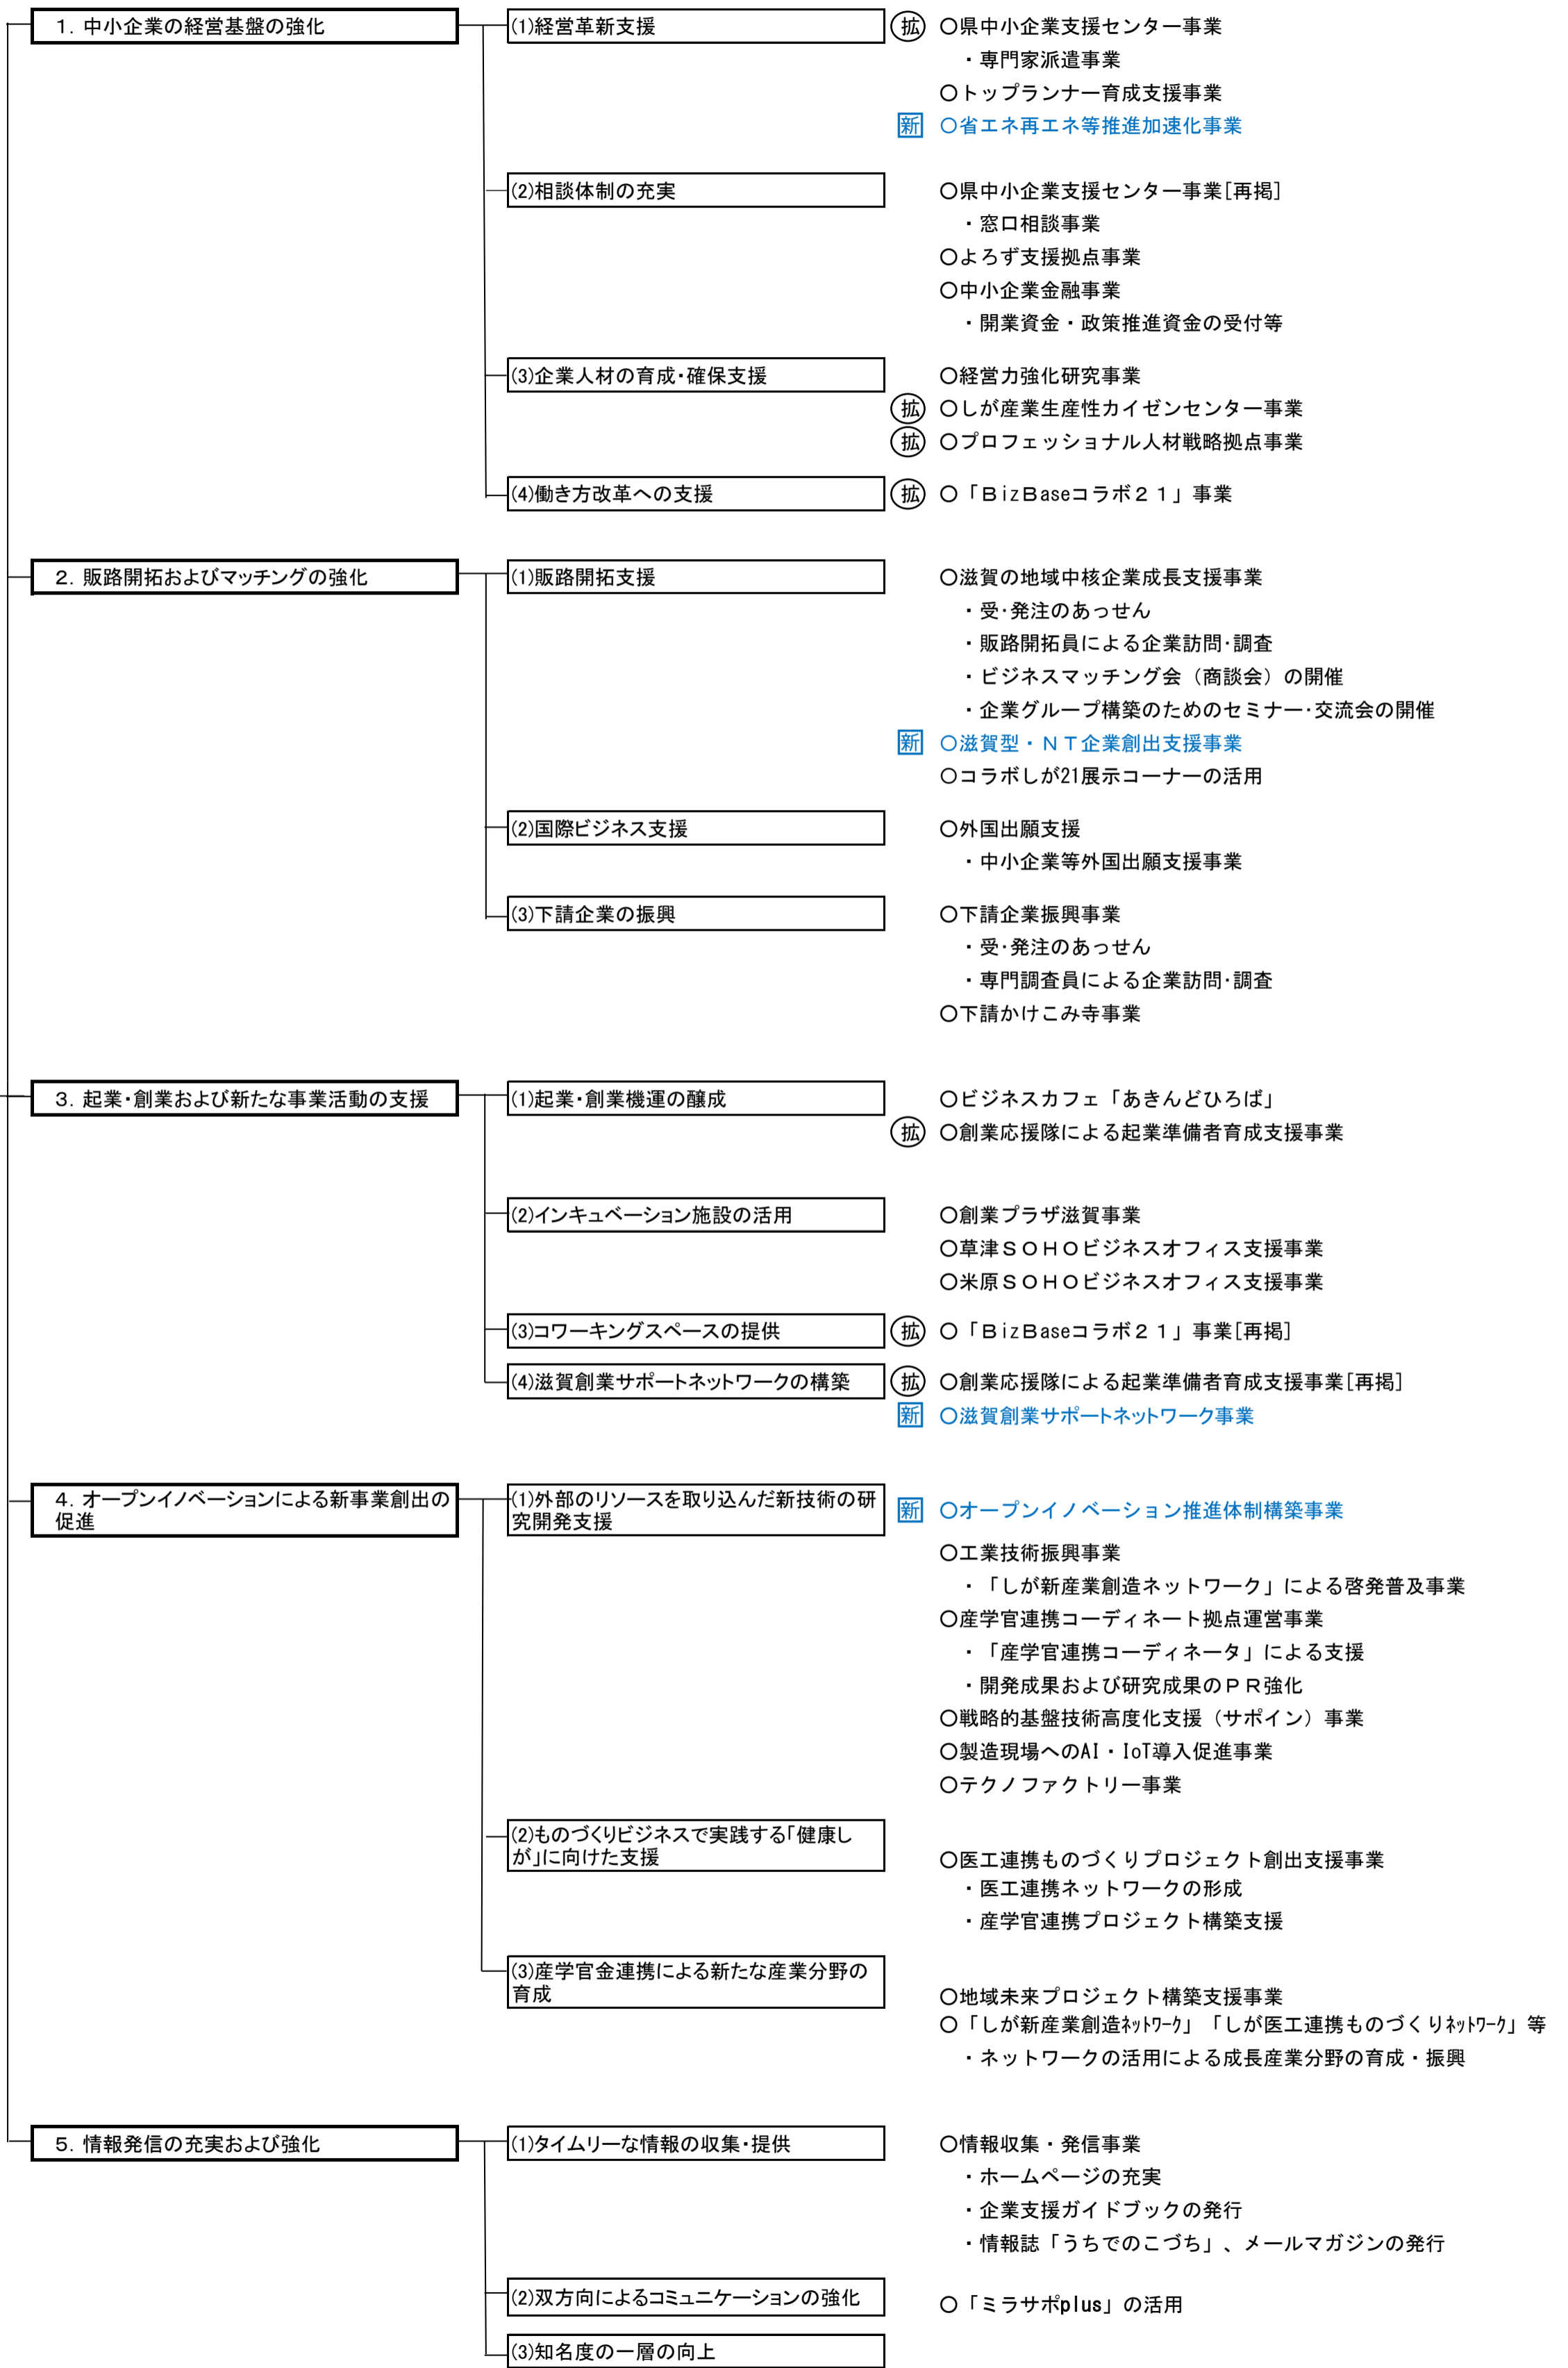 1．中小企業の経営基盤の強化
(1)経営革新支援
拡 〇県中小企業支援センター事業
・専門家派遣事業
〇トップランナー育成支援事業
新 〇省エネ再エネ等推進加速化事業
(2)相談体制の充実
〇県中小企業支援センター事業[再掲]
・窓口相談事業
〇よろず支援拠点事業
〇中小企業金融事業
・開業資金・政策推進資金の受付等
(3)企業人材の育成・確保支援
〇経営力強化研究事業
拡 〇しが産業生産性カイゼンセンター事業
拡 〇プロフェッショナル人材戦略拠点事業
(4)働き方改革への支援
拡 〇「ＢizＢaseコラボ２１」事業
2．販路開拓およびマッチングの強化
(1)販路開拓支援
〇滋賀の地域中核企業成長支援事業
・受･発注のあっせん
・販路開拓員による企業訪問･調査
・ビジネスマッチング会（商談会）の開催
・企業グループ構築のためのセミナー･交流会の開催
新 〇滋賀型・ＮＴ企業創出支援事業
〇コラボしが21展示コーナーの活用
(2)国際ビジネス支援
〇外国出願支援
・中小企業等外国出願支援事業
(3)下請企業の振興
〇下請企業振興事業
・受･発注のあっせん
・専門調査員による企業訪問･調査
〇下請かけこみ寺事業
3．起業・創業および新たな事業活動の支援
(1)起業・創業機運の醸成
〇ビジネスカフェ「あきんどひろば」
拡 〇創業応援隊による起業準備者育成支援事業
(2)インキュベーション施設の活用
〇創業プラザ滋賀事業
〇草津ＳＯＨＯビジネスオフィス支援事業
〇米原ＳＯＨＯビジネスオフィス支援事業
(3)コワーキングスペースの提供
拡 〇「ＢizＢaseコラボ２１」事業[再掲]
(4)滋賀創業サポートネットワークの構築
拡 〇創業応援隊による起業準備者育成支援事業[再掲]
新 〇滋賀創業サポートネットワーク事業
4．オープンイノベーションによる新事業創出の
促進
(1)外部のリソースを取り込んだ新技術の研
究開発支援
新 〇オープンイノベーション推進体制構築事業
〇工業技術振興事業
・「しが新産業創造ネットワーク」による啓発普及事業
〇産学官連携コーディネート拠点運営事業
・「産学官連携コーディネータ」による支援
・開発成果および研究成果のＰＲ強化
〇戦略的基盤技術高度化支援（サポイン）事業
〇製造現場へのAI・IoT導入促進事業
〇テクノファクトリー事業
(2)ものづくりビジネスで実践する「健康し
が」に向けた支援
〇医工連携ものづくりプロジェクト創出支援事業
・医工連携ネットワークの形成
・産学官連携プロジェクト構築支援
(3)産学官金連携による新たな産業分野の
育成
〇地域未来プロジェクト構築支援事業
〇「しが新産業創造ﾈｯﾄﾜｰｸ」「しが医工連携ものづくりﾈｯﾄﾜｰｸ」等
・ネットワークの活用による成長産業分野の育成・振興
5．情報発信の充実および強化
(1)タイムリーな情報の収集・提供
〇情報収集・発信事業
・ホームページの充実
・企業支援ガイドブックの発行
・情報誌「うちでのこづち」、メールマガジンの発行
(2)双方向によるコミュニケーションの強化
〇「ミラサポplus」の活用
(3)知名度の一層の向上